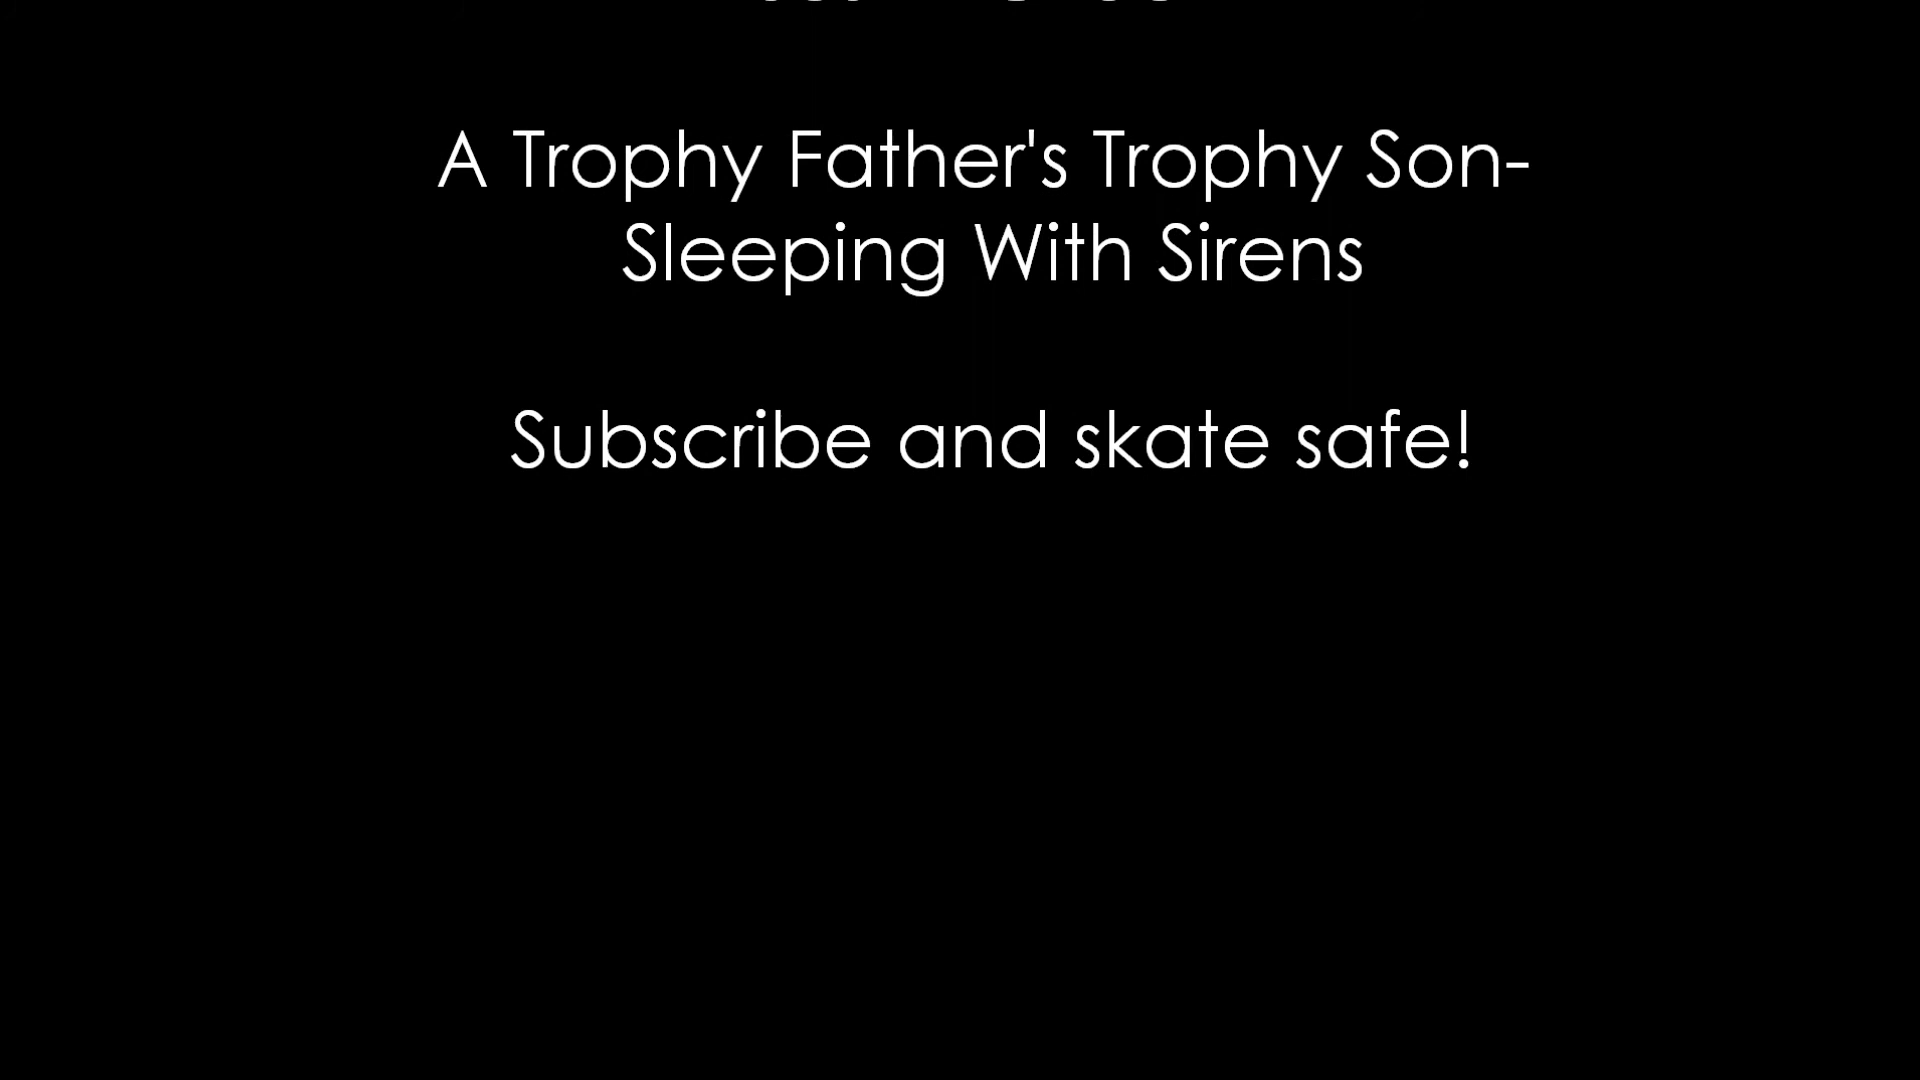 A Trophy Father's Trophy Son-
Sleeping With Sirens
Subscribe and skate safe!